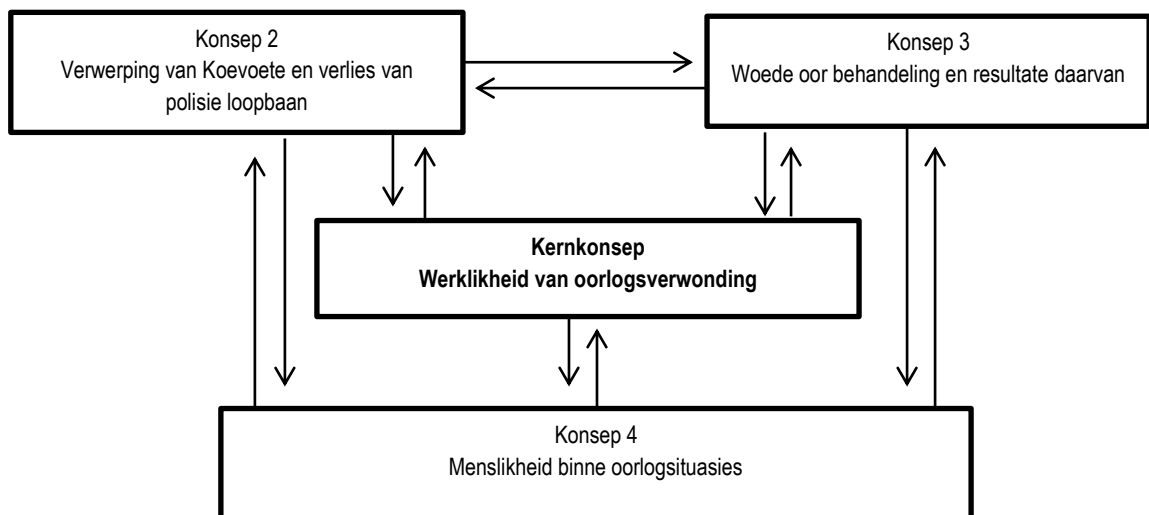 Konsep 2
Verwerping van Koevoete en verlies van
polisie loopbaan
Konsep 3
Woede oor behandeling en resultate daarvan
Kernkonsep
Werklikheid van oorlogsverwonding
Konsep 4
Menslikheid binne oorlogsituasies